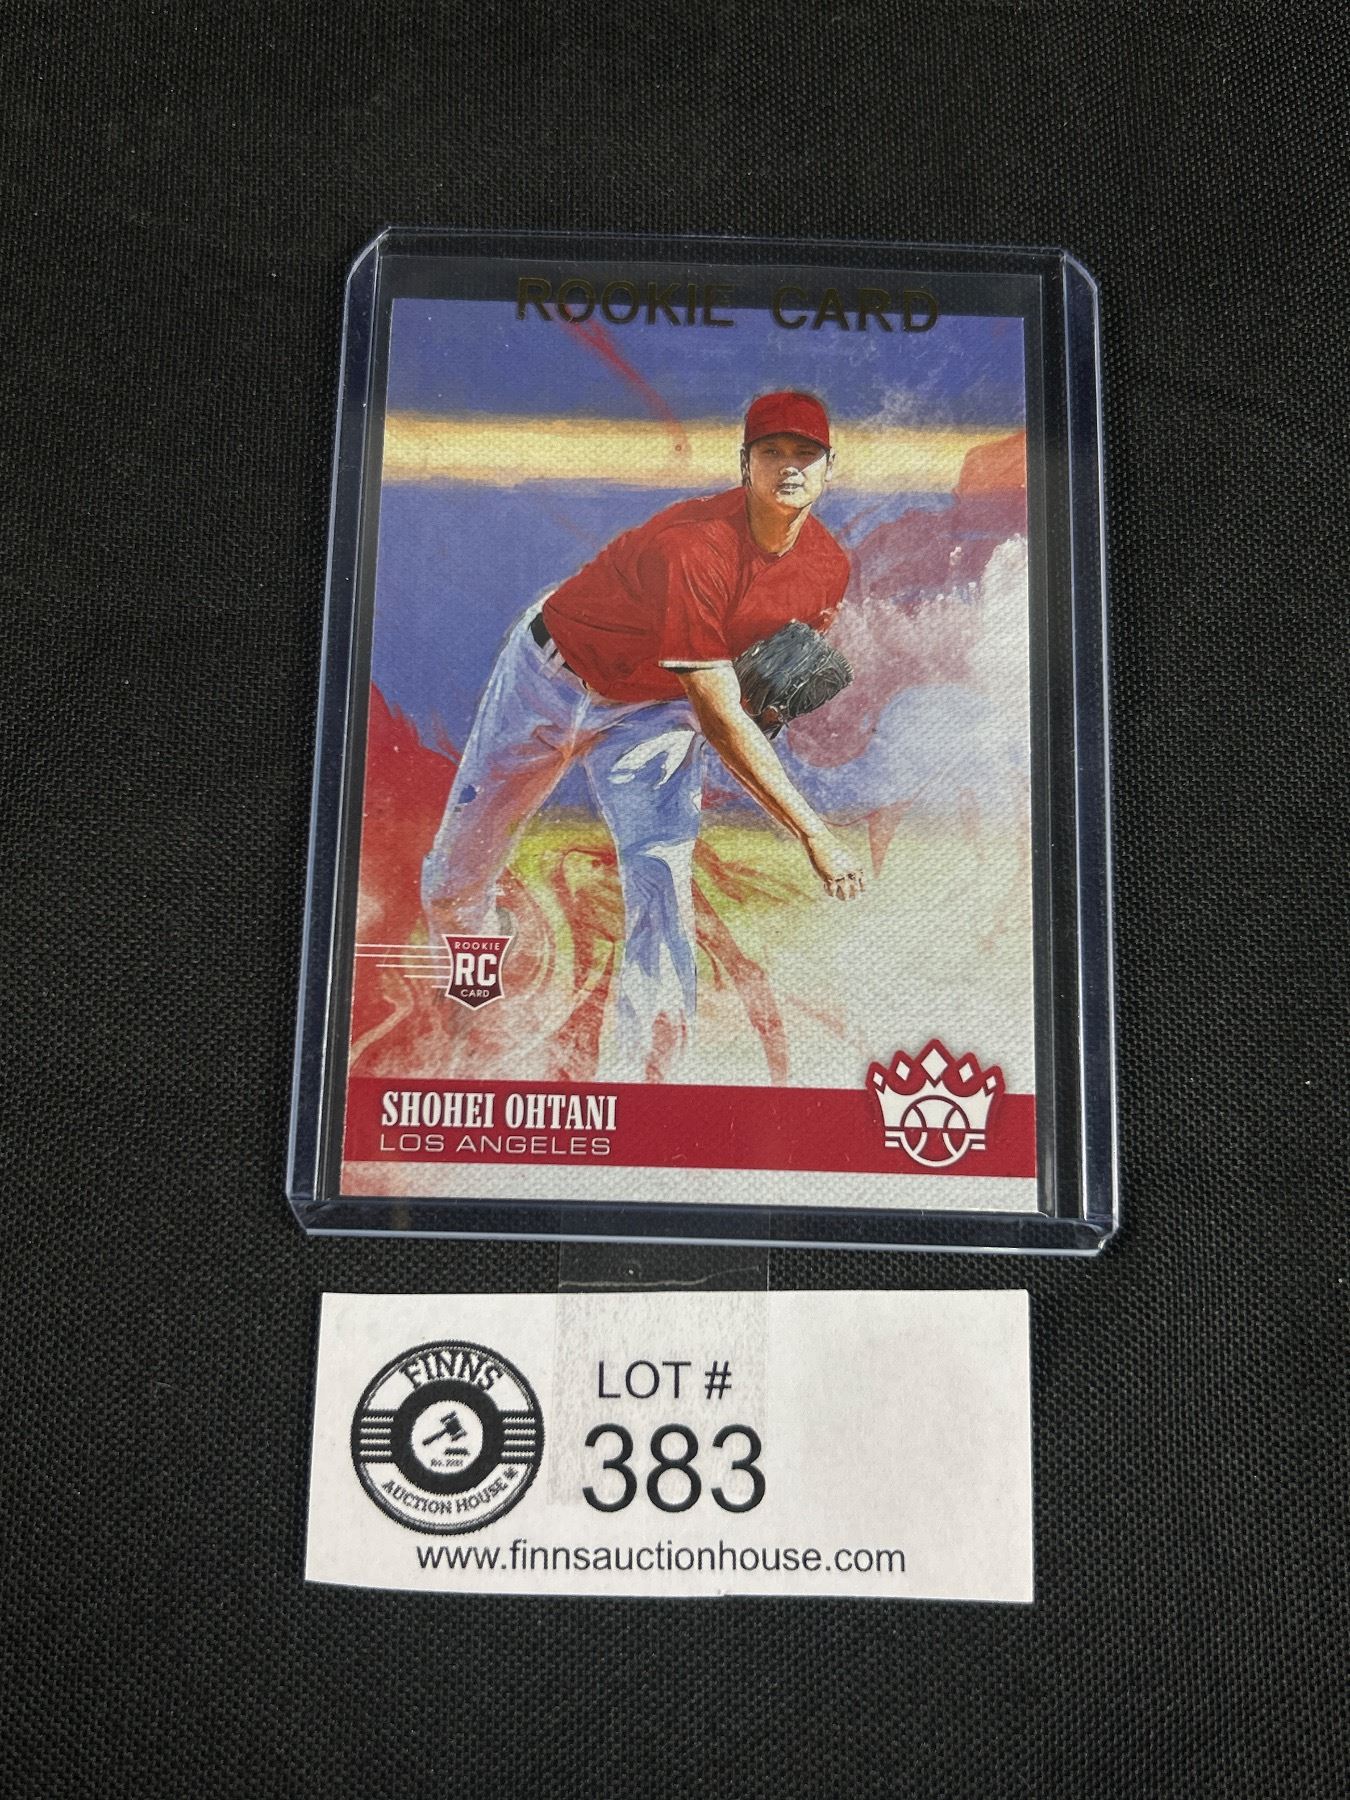 ROOKIE CARD
ROOKIE
RC
CARD
SHOHEI OHTANI
LOS ANGELES
FINNS
AUCTION HOUSE
LOT #
383
www.finnsauctionhouse.com